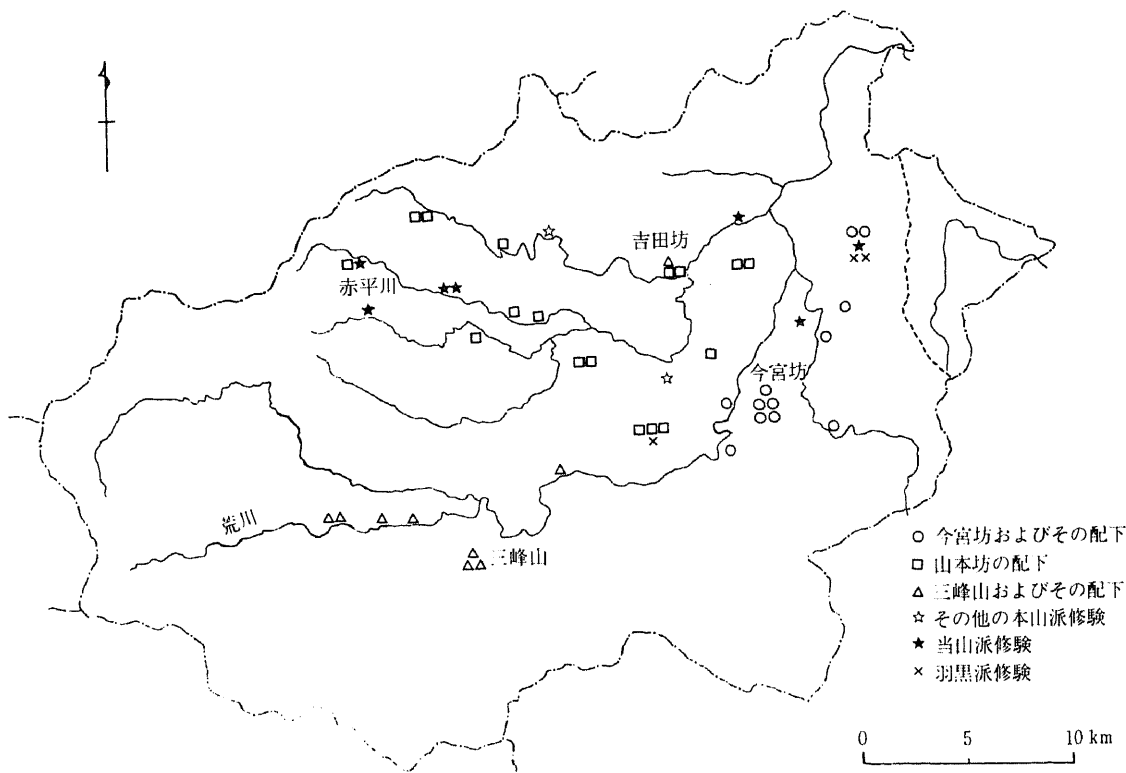 吉田坊
赤平川
今宮坊
荒川
三峰山
○ 今宮坊およびその配下
□ 山本坊の配下
△ 三峰山およびその配下
☆ その他の本山派修験
★ 当山派修験
× 羽黒派修験
0 5 10 km